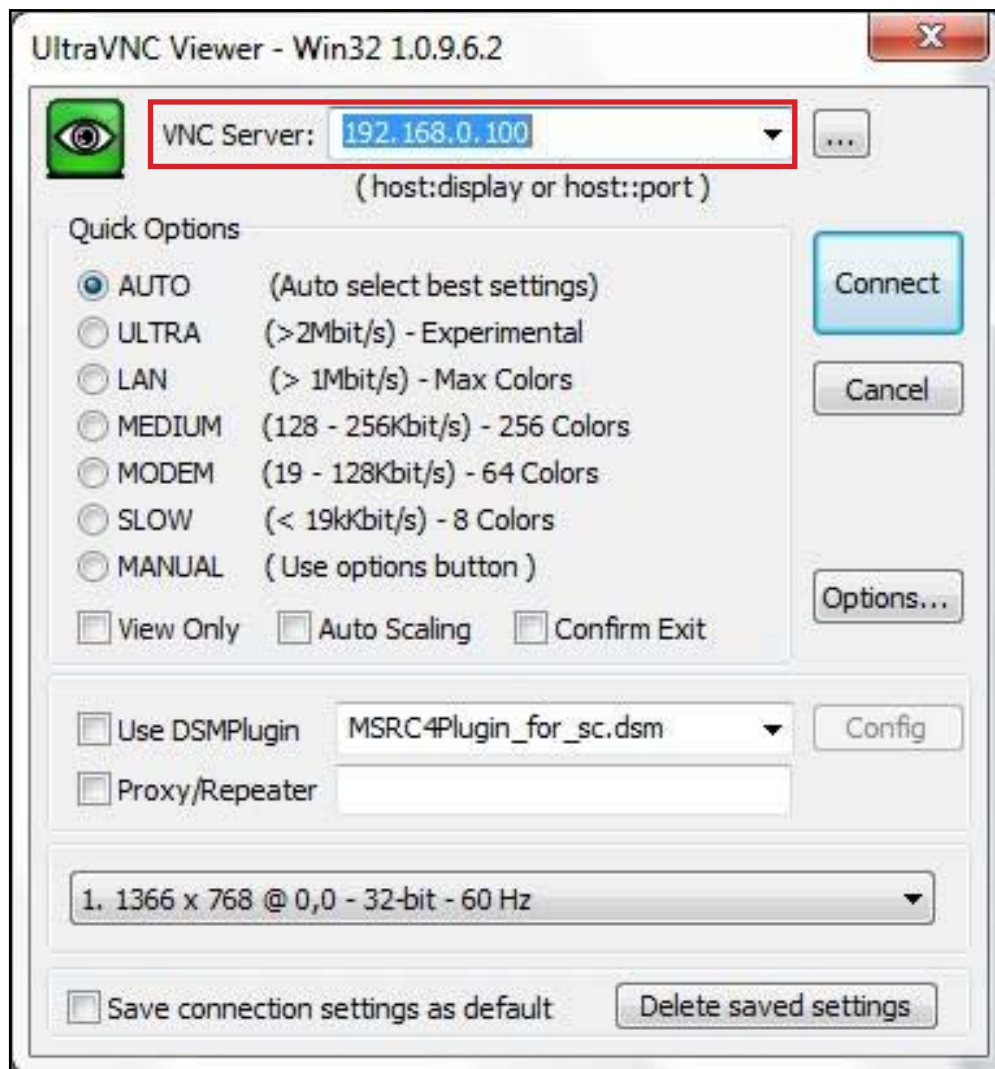 UltraVNC Viewer - Win32 1.0.9.6.2
VNC Server: 192.168.0.100 ...
( host:display or host::port )
Quick Options
AUTO (Auto select best settings)
Connect
ULTRA (>2Mbit/s) - Experimental
LAN (> 1Mbit/s) - Max Colors
Cancel
MEDIUM (128 - 256Kbit/s) - 256 Colors
MODEM (19 - 128Kbit/s) - 64 Colors
SLOW (< 19kKbit/s) - 8 Colors
MANUAL ( Use options button )
Options...
View Only Auto Scaling Confirm Exit
Use DSMPlugin MSRC4Plugin_for_sc.dsm Config
Proxy/Repeater
1. 1366 x 768 @ 0,0 - 32-bit - 60 Hz
Save connection settings as default Delete saved settings